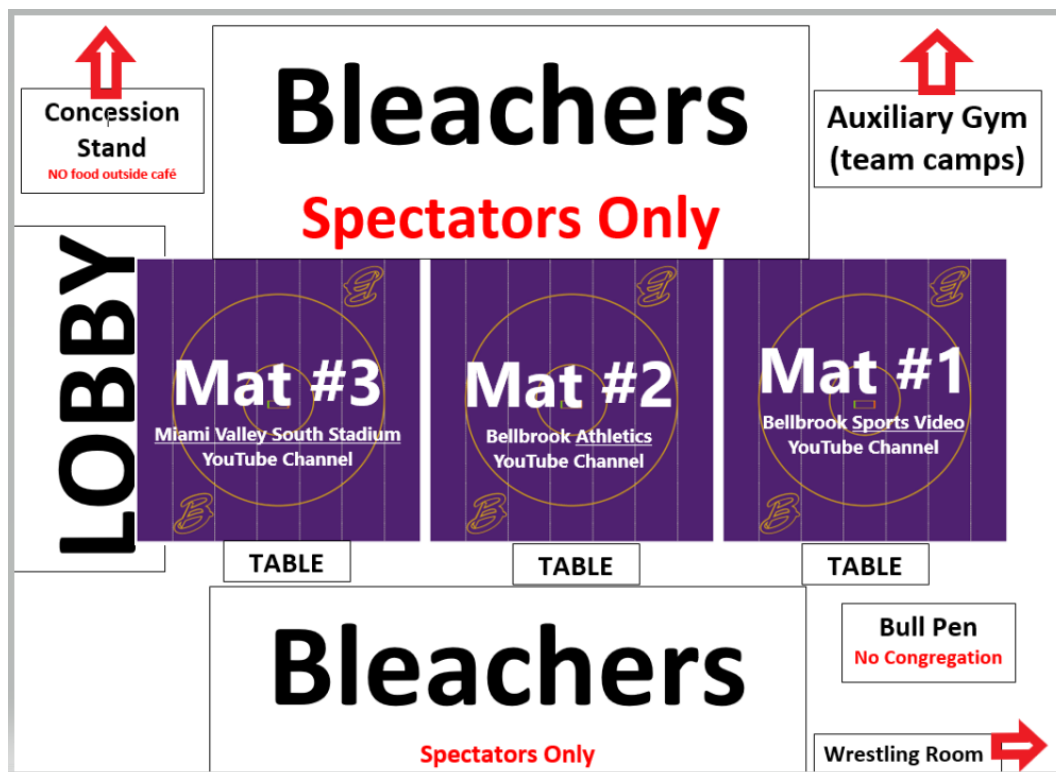 Concession
Stand
NO food outside café
Bleachers
Spectators Only
Auxiliary Gym
(team camps)
LOBBY
Mat #3
Miami Valley South Stadium
YouTube Channel
Mat #2
Bellbrook Athletics
YouTube Channel
Mat #1
Bellbrook Sports Video
YouTube Channel
TABLE
TABLE
TABLE
Bleachers
Spectators Only
Bull Pen
No Congregation
Wrestling Room